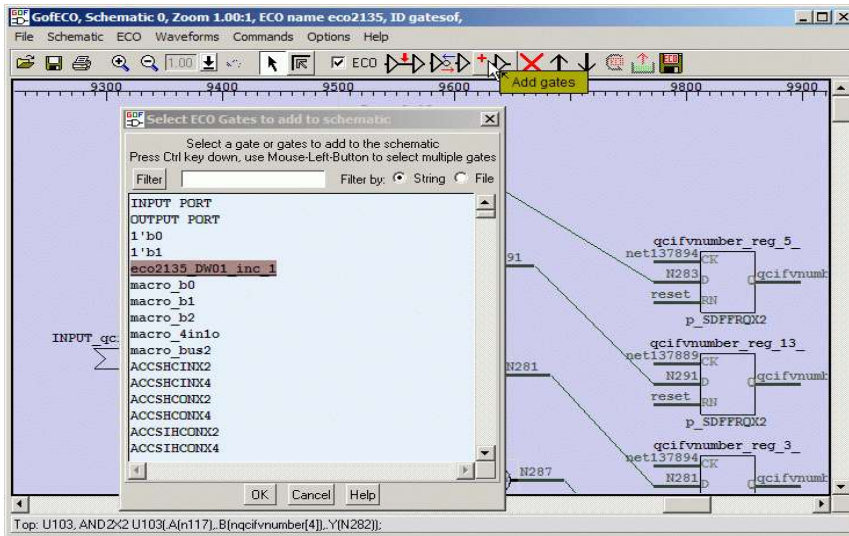 GofECO, Schematic 0, Zoom 1.00:1, ECO name eco2135, ID gatesof,
File Schematic ECO Waveforms Commands Options Help
1.00 ECO
Add gates
9300 9400 9500 9600 9800 9900
Select ECO Gates to add to schematic
Select a gate or gates to add to the schematic
Press Ctrl key down, use Mouse-Left-Button to select multiple gates
Filter Filter by: String File
INPUT PORT
OUTPUT PORT
1'b0
1'b1
eco2135_DW01_inc_1
macro_b0
macro_b1
macro_b2
macro_4in1o
macro_bus2
ACCSHCINX2
ACCSHCINX4
ACCSHCONX2
ACCSHCONX4
ACCSIHCONX2
ACCSIHCONX4
OK Cancel Help
INPUT_qc
91
N281
N287
qcifvnumber_reg_5_
net137894 CK
N283 D Q qcifvnumb
reset RN
p_SDFFRQX2
qcifvnumber_reg_13_
net137889 CK
N291 D Q qcifvnumb
reset RN
p_SDFFRQX2
qcifvnumber_reg_3_
net137894 CK
N281 D Q qcifvnumb
Top: U103, AND2X2 U103(.A(n117),.B(nqcifvnumber[4]),.Y(N282));